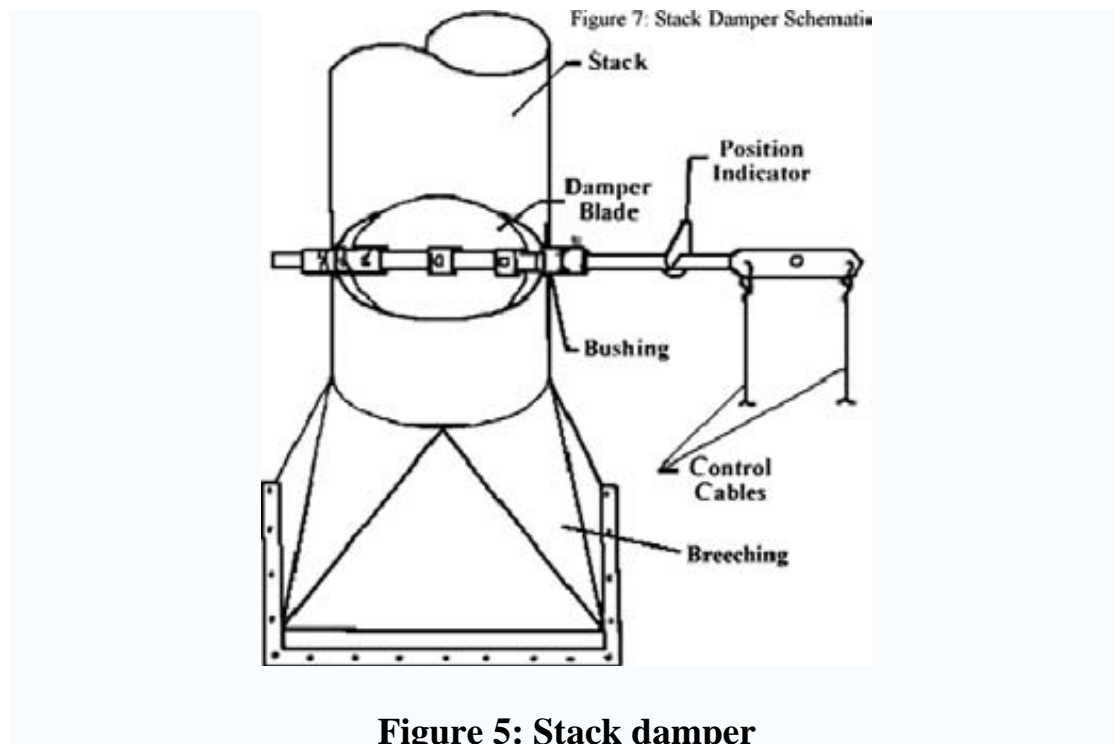 Figure 7: Stack Damper Schemati
Stack
Position
Indicator
Damper
Blade
Bushing
Control
Cables
Breeching
Figure 5: Stack damper